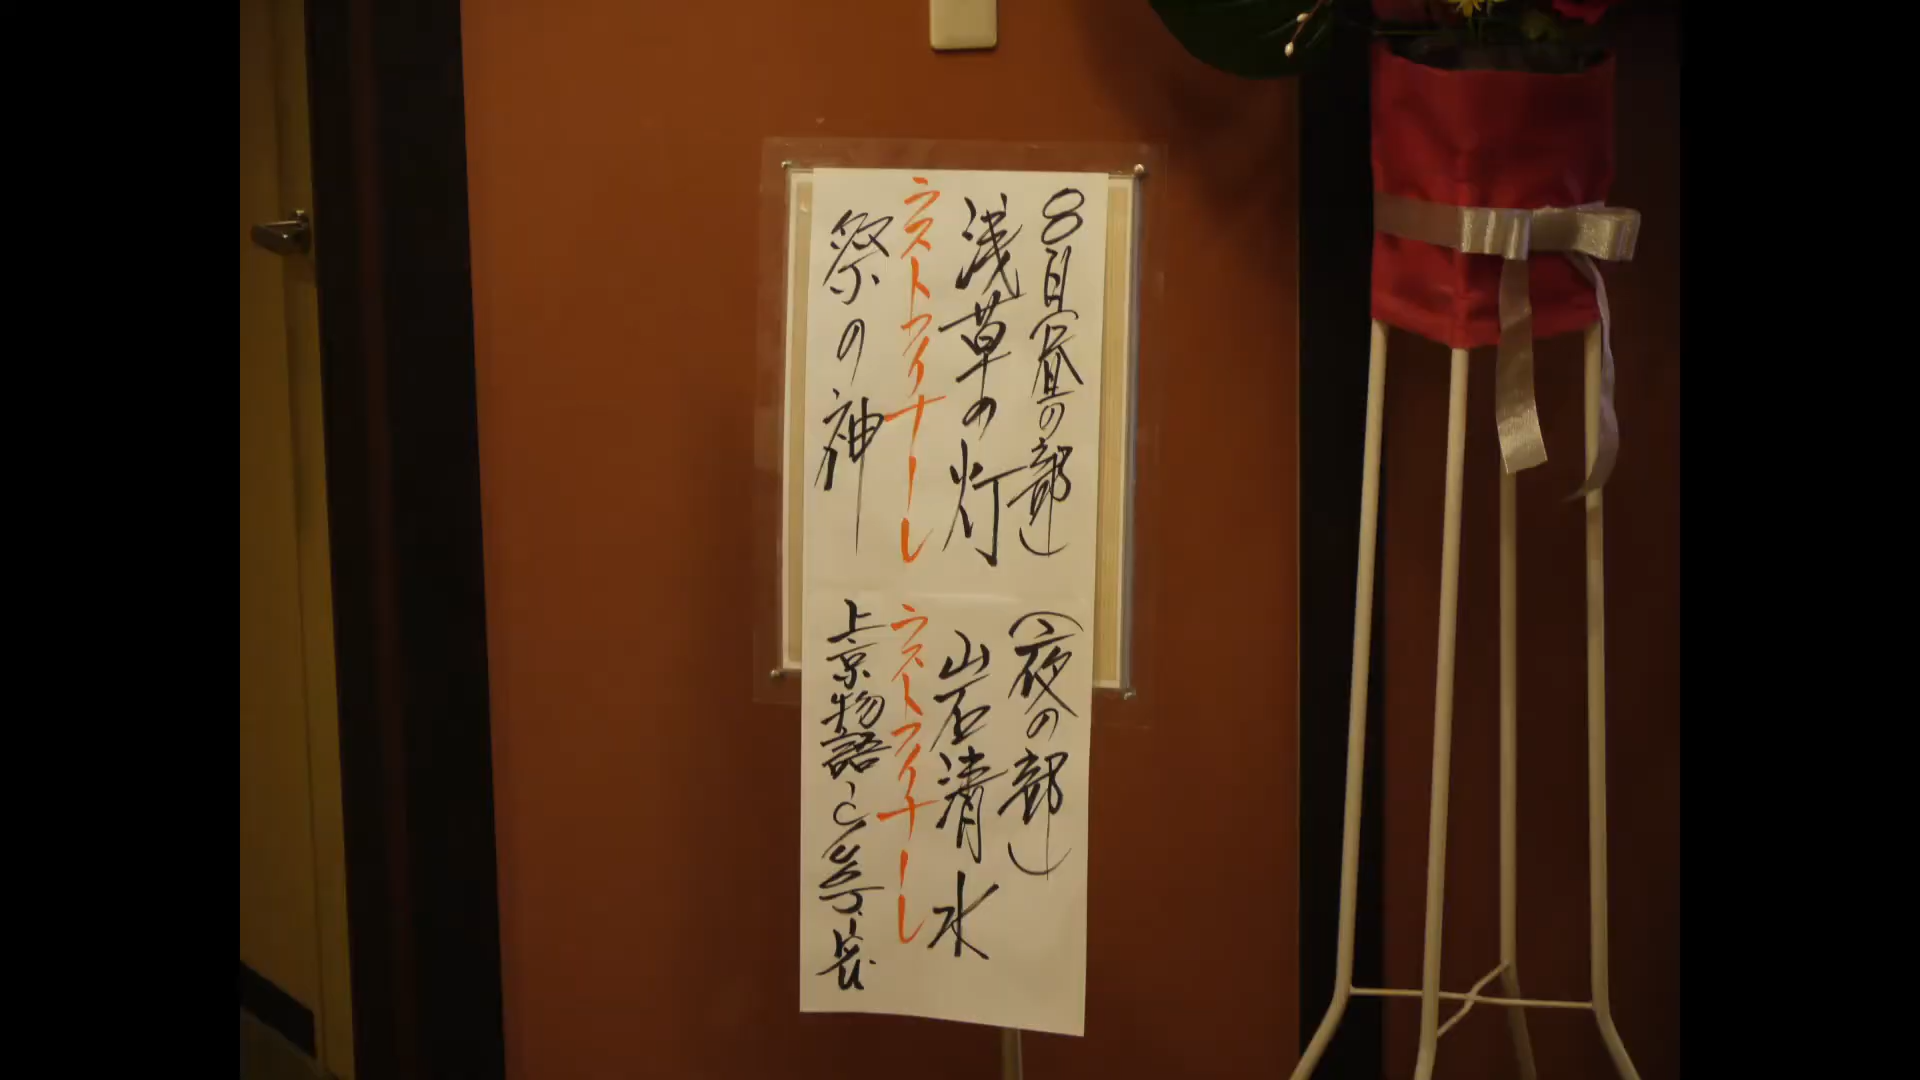 8日(昼の部)
浅草の灯
ラストフィナーレ
祭の神
(夜の部)
山石清水
ラストフィナーレ
上京物語